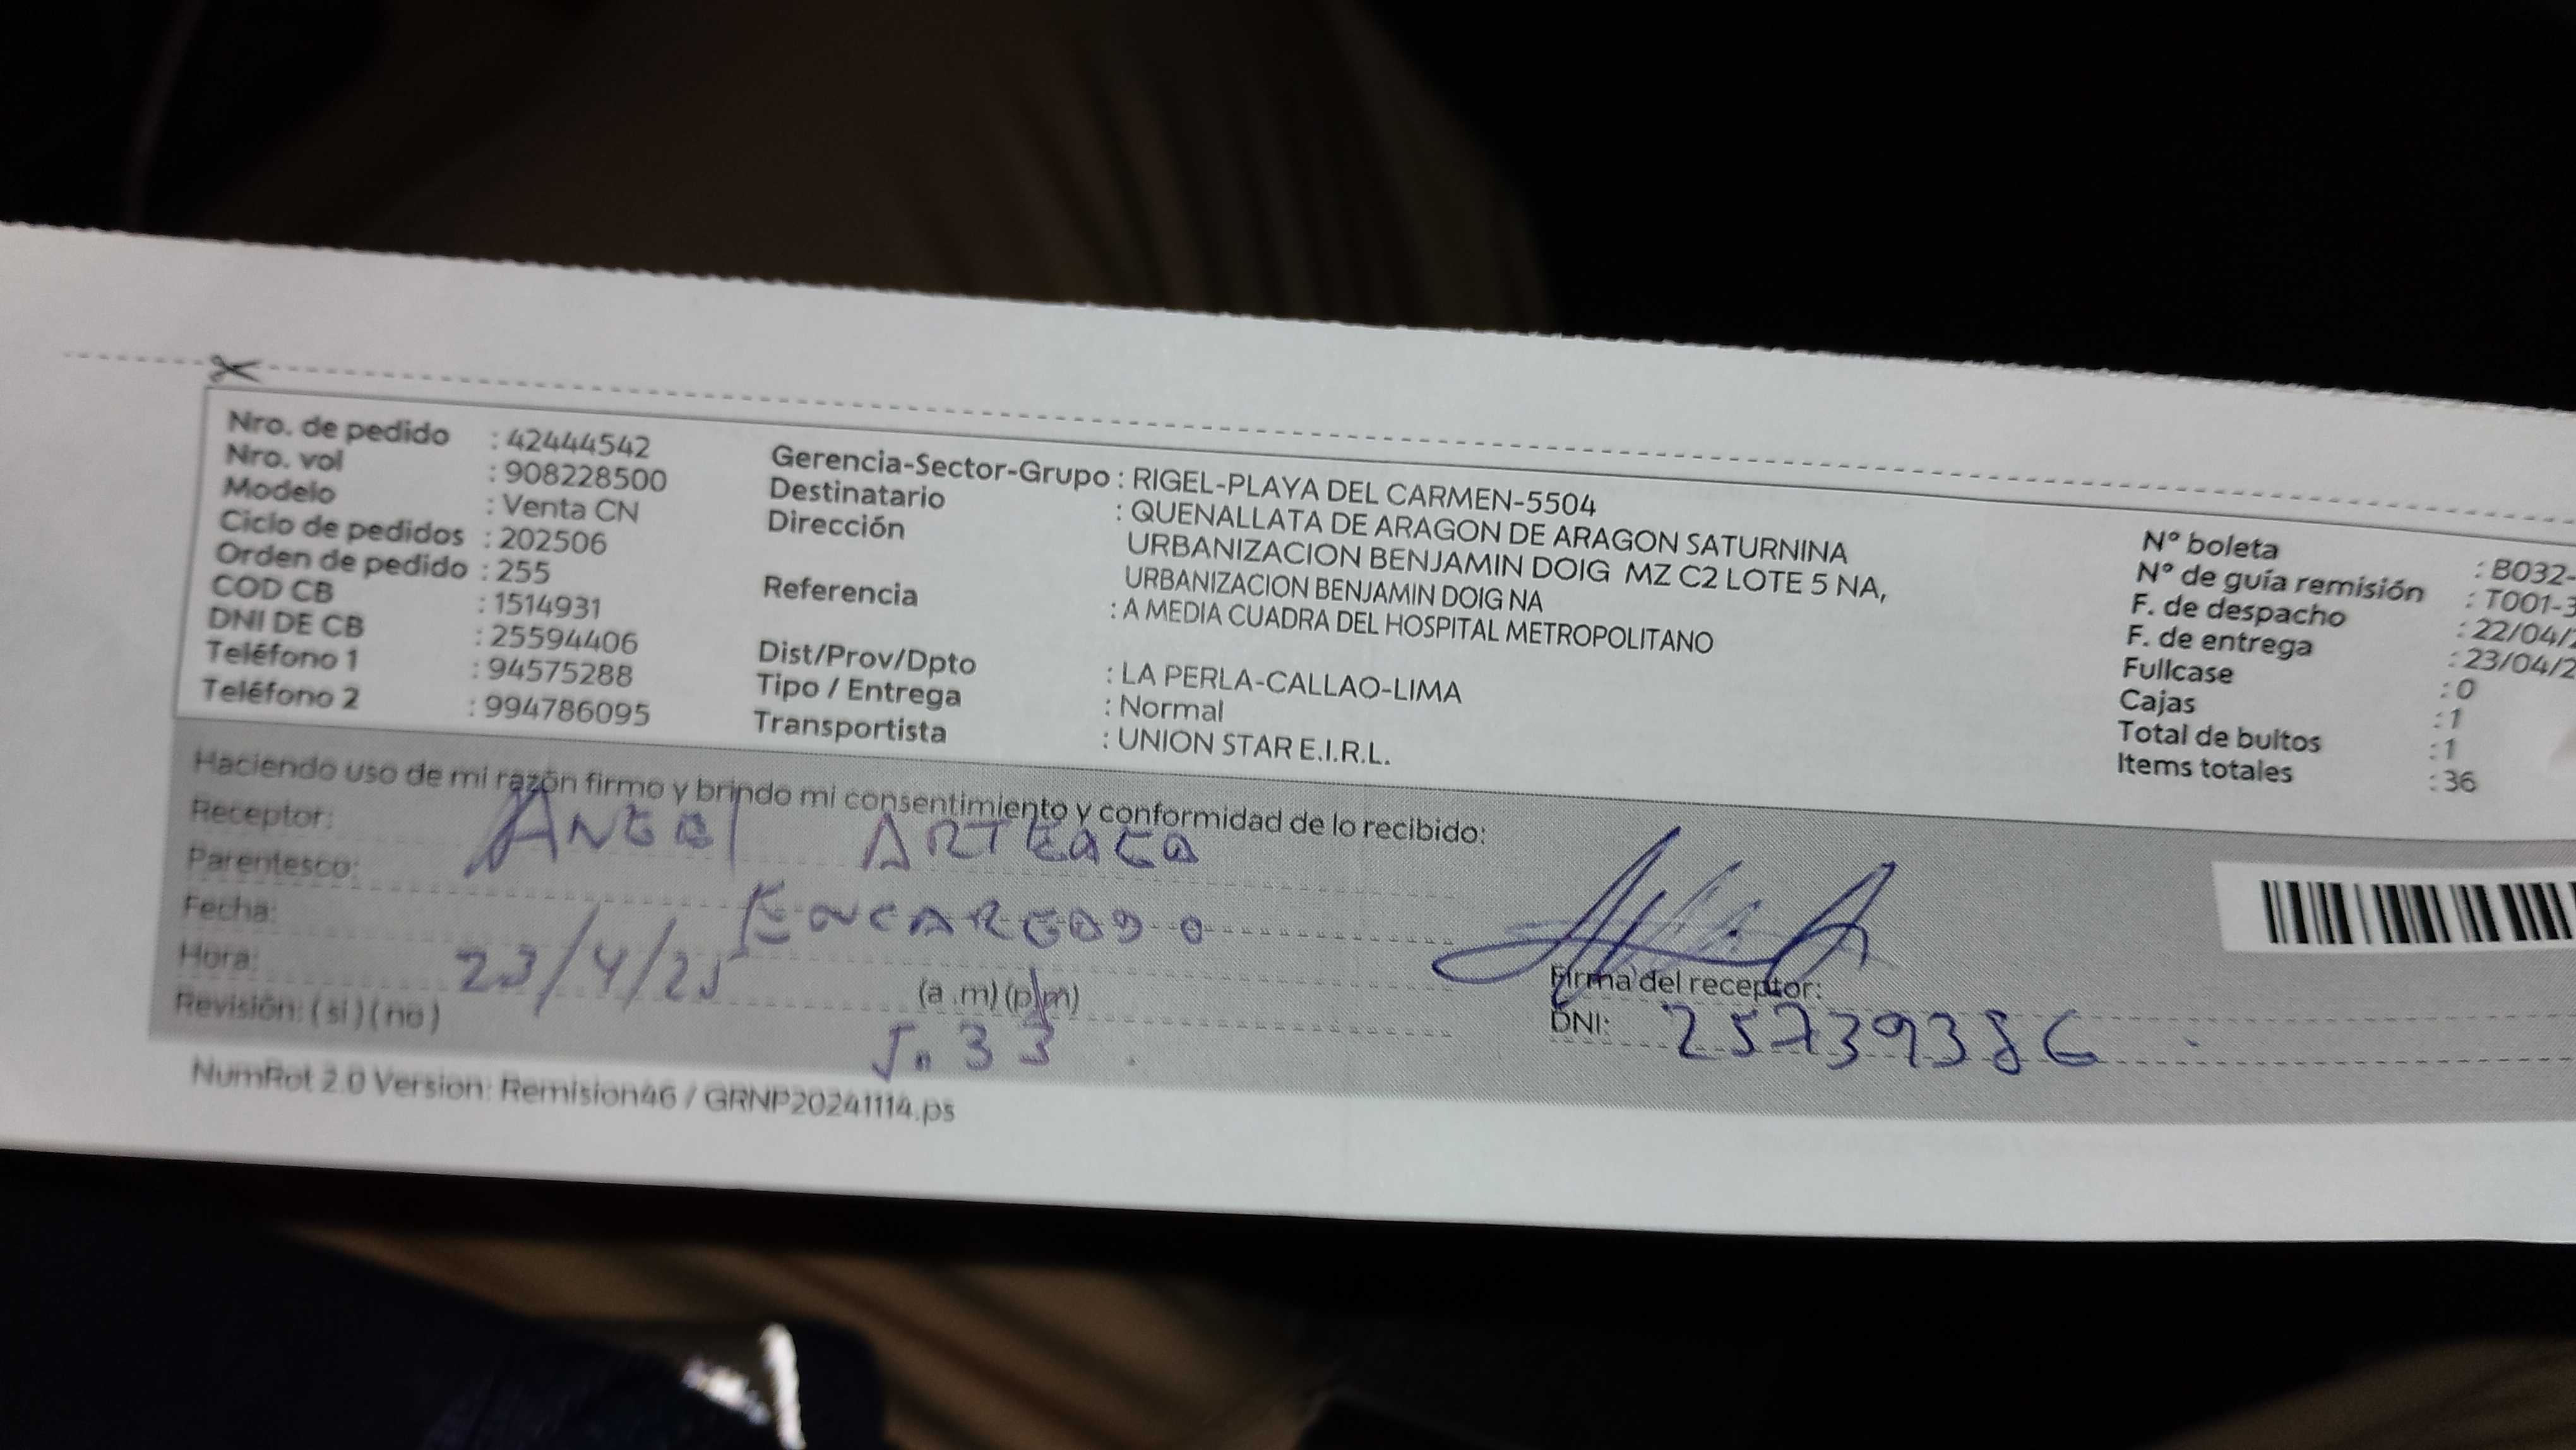 Nro. de pedido : 42444542
Nro. vol : 908228500
Modelo : Venta CN
Ciclo de pedidos : 202506
Orden de pedido : 255
COD CB : 1514931
DNI DE CB : 25594406
Teléfono 1 : 94575288
Teléfono 2 : 994786095
Gerencia-Sector-Grupo : RIGEL-PLAYA DEL CARMEN-5504
Destinatario : QUENALLATA DE ARAGON DE ARAGON SATURNINA
Dirección URBANIZACION BENJAMIN DOIG MZ C2 LOTE 5 NA,
URBANIZACION BENJAMIN DOIG NA
Referencia : A MEDIA CUADRA DEL HOSPITAL METROPOLITANO
Dist/Prov/Dpto : LA PERLA-CALLAO-LIMA
Tipo / Entrega : Normal
Transportista : UNION STAR E.I.R.L.
N° boleta : B032-
N° de guía remisión : T001-3
F. de despacho : 22/04/2
F. de entrega : 23/04/2
Fullcase : 0
Cajas : 1
Total de bultos : 1
Items totales : 36
Haciendo uso de mi razón firmo y brindo mi consentimiento y conformidad de lo recibido:
Receptor: ANGEl ARTEAGA
Parentesco: ENCARGADO
Fecha: 23/4/25
Hora: (a .m) (p.m)
5.33
Revisión: ( si ) ( no )
Firma del receptor:
DNI: 25739386
NumRot 2.0 Version: Remision46 / GRNP20241114.ps